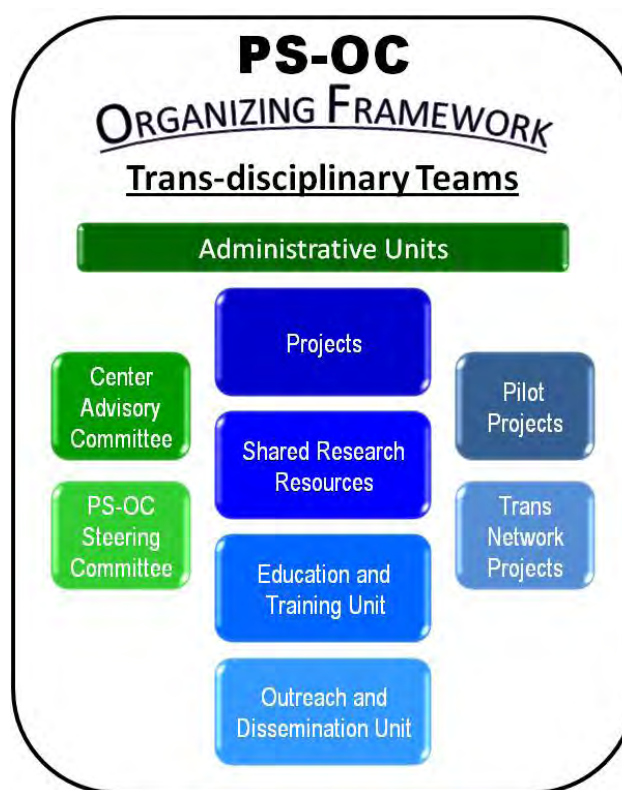 PS-OC
ORGANIZING FRAMEWORK
Trans-disciplinary Teams
Administrative Units
Projects
Center
Advisory
Committee
Pilot
Projects
Shared Research
Resources
PS-OC
Steering
Committee
Trans
Network
Projects
Education and
Training Unit
Outreach and
Dissemination Unit